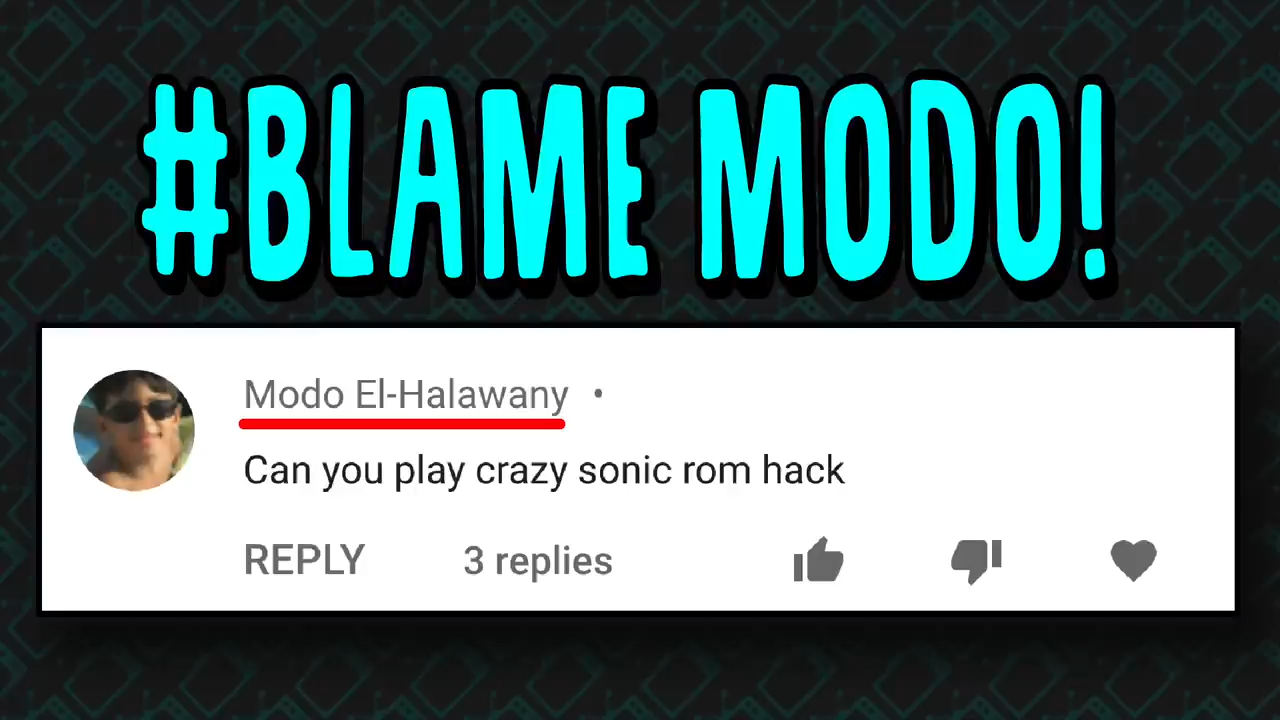 #BLAME MODO!
Modo El-Halawany •
Can you play crazy sonic rom hack
REPLY 3 replies